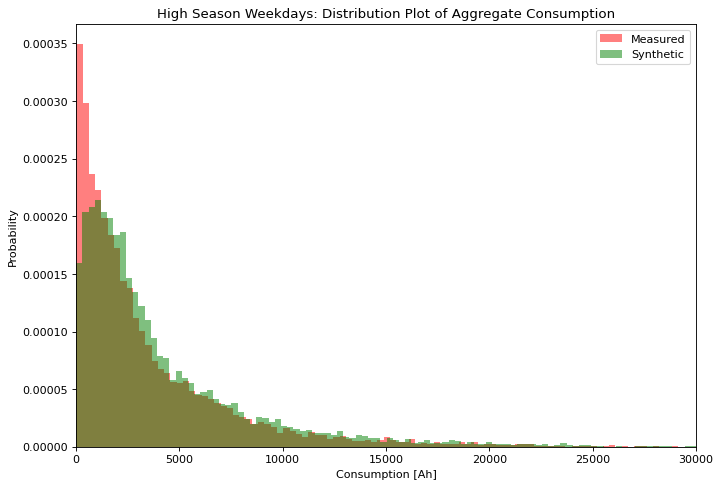 High Season Weekdays: Distribution Plot of Aggregate Consumption
Measured
Synthetic
Probability
0.00035
0.00030
0.00025
0.00020
0.00015
0.00010
0.00005
0.00000
0 5000 10000 15000 20000 25000 30000
Consumption [Ah]